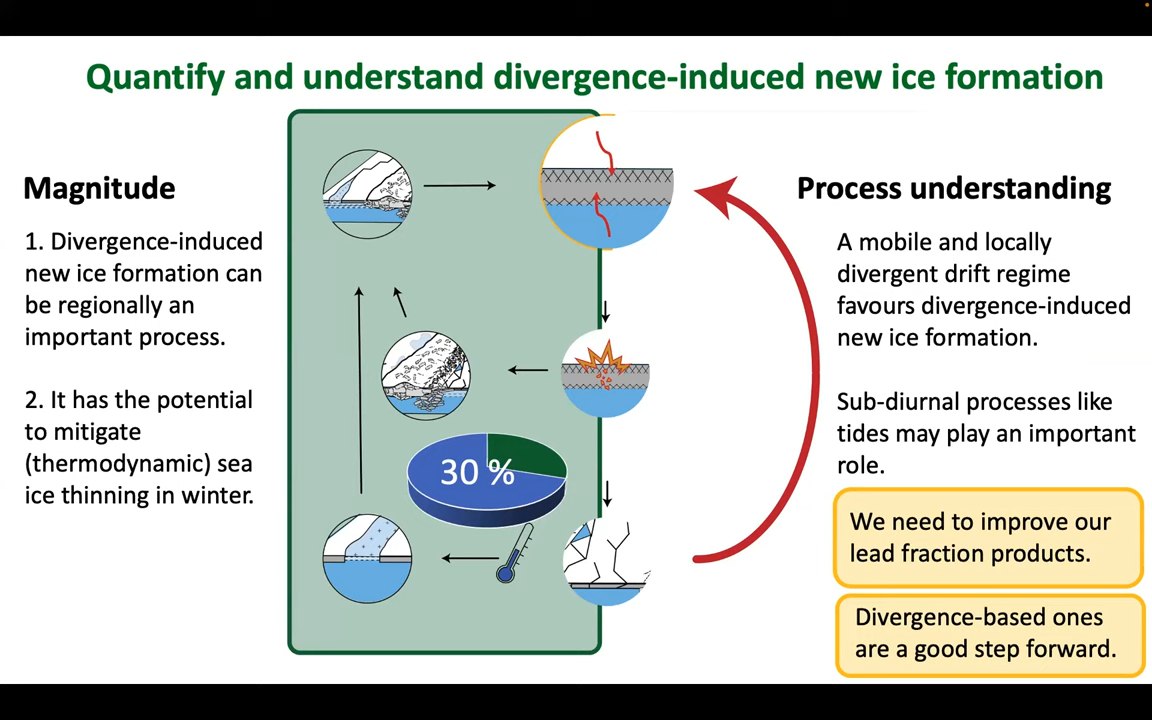 Quantify and understand divergence-induced new ice formation
Magnitude
1. Divergence-induced
new ice formation can
be regionally an
important process.
2. It has the potential
to mitigate
(thermodynamic) sea
ice thinning in winter.
30 %
Process understanding
A mobile and locally
divergent drift regime
favours divergence-induced
new ice formation.
Sub-diurnal processes like
tides may play an important
role.
We need to improve our
lead fraction products.
Divergence-based ones
are a good step forward.